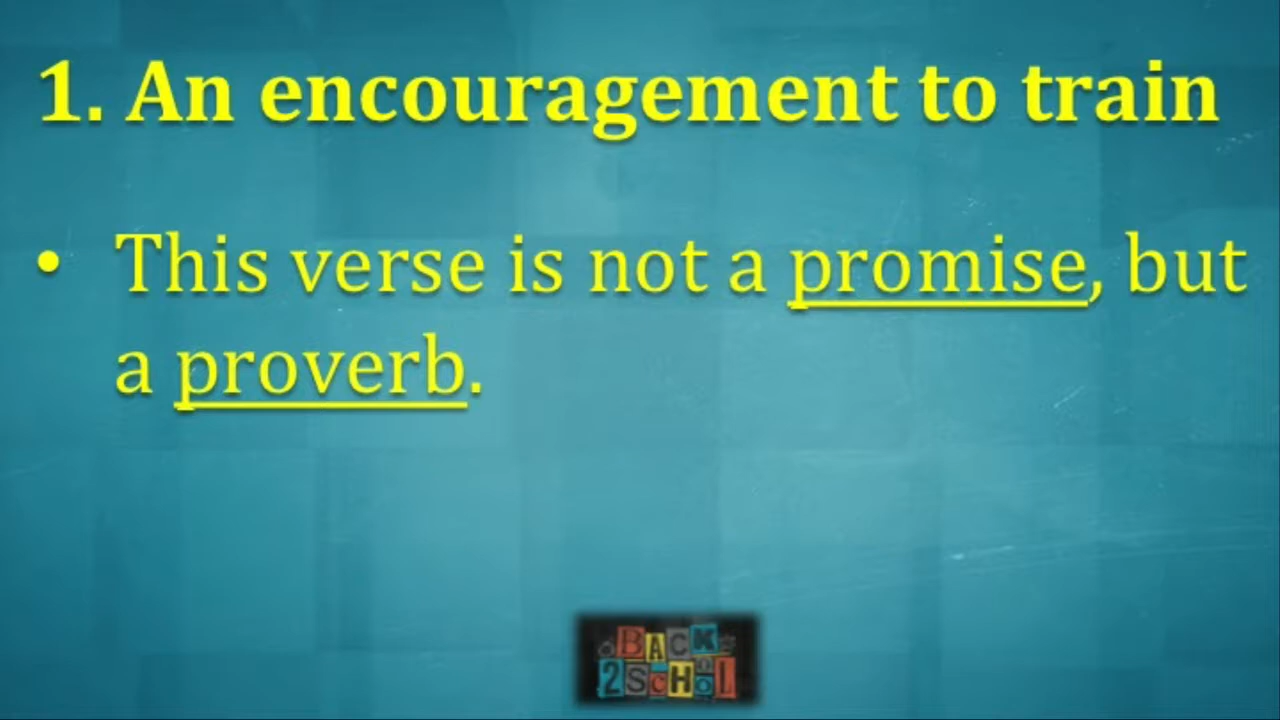 1. An encouragement to train
• This verse is not a promise, but
a proverb.
BACK
2SCHOOL